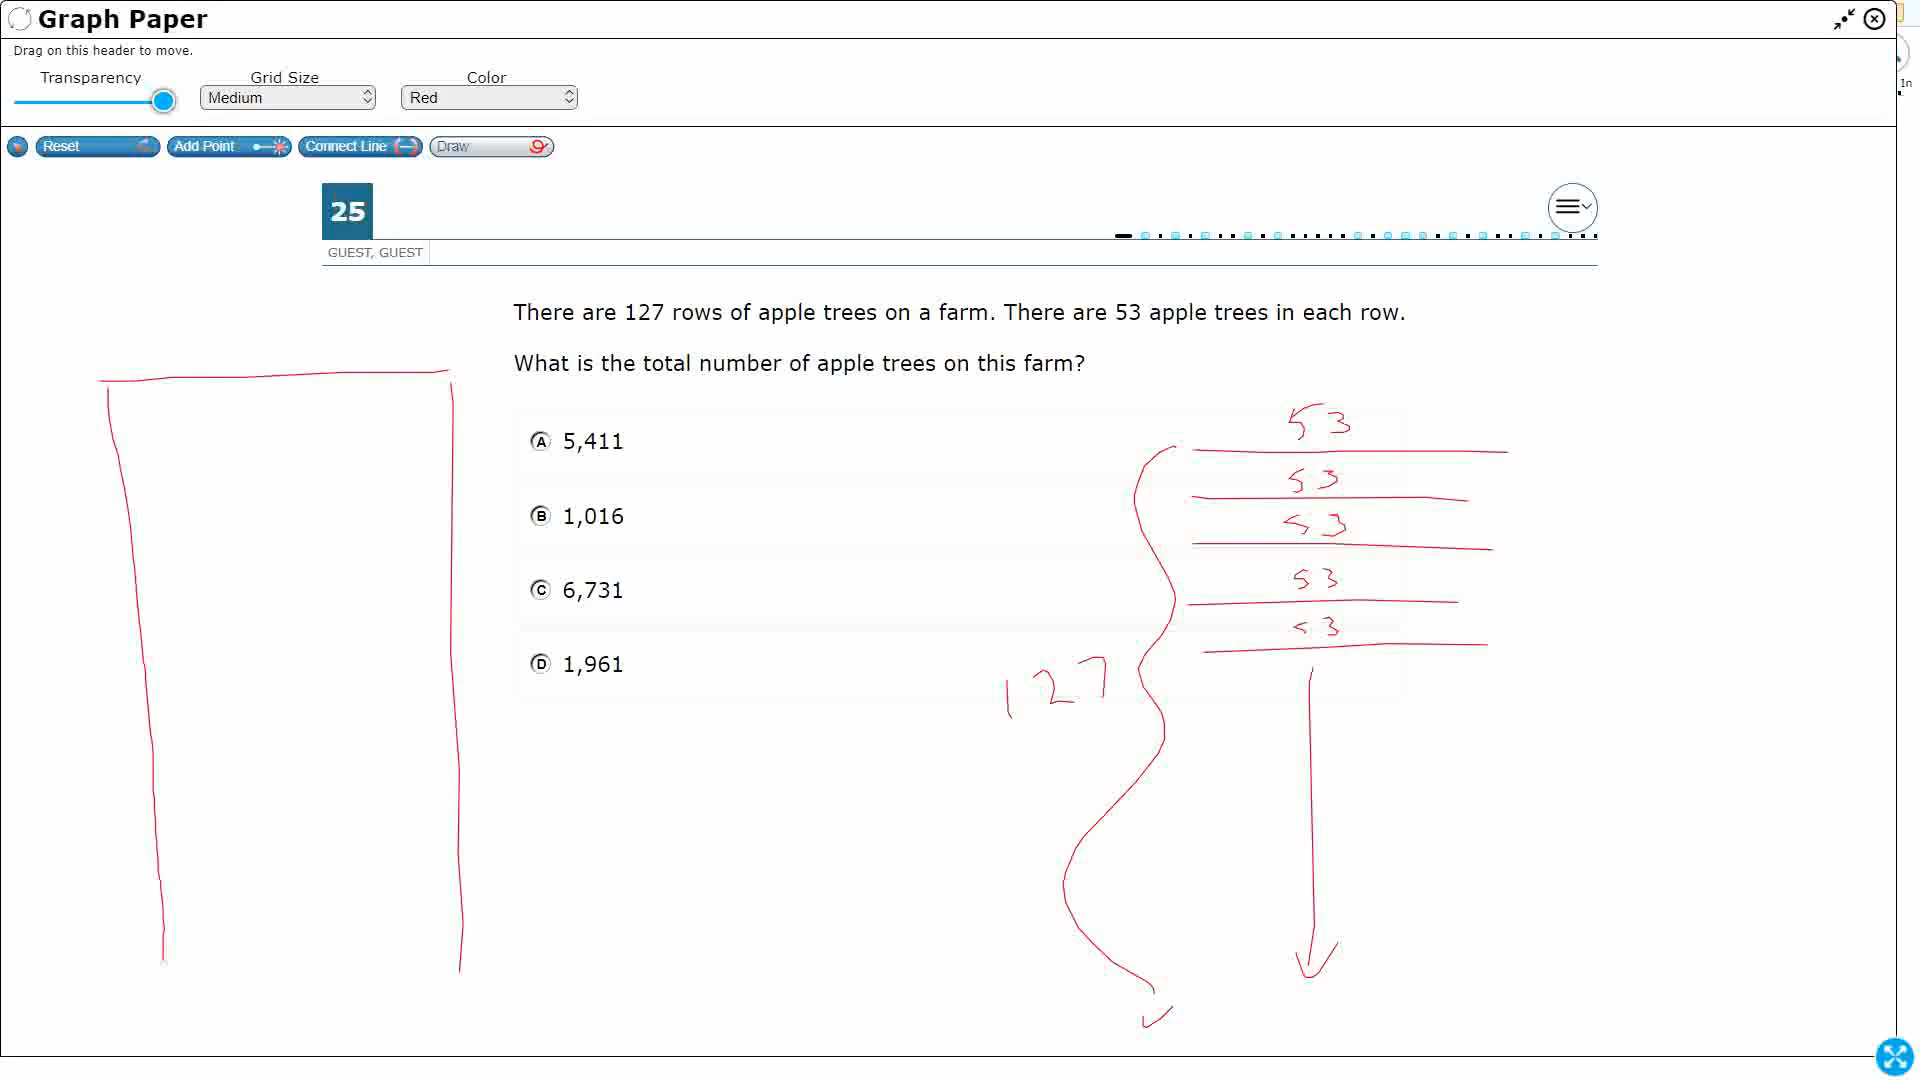 Graph Paper
Drag on this header to move.
Transparency Grid Size Color
Medium Red
Reset Add Point Connect Line Draw
25
GUEST, GUEST
There are 127 rows of apple trees on a farm. There are 53 apple trees in each row.
What is the total number of apple trees on this farm?
A 5,411
B 1,016
C 6,731
D 1,961
53
53
53
53
53
127
In